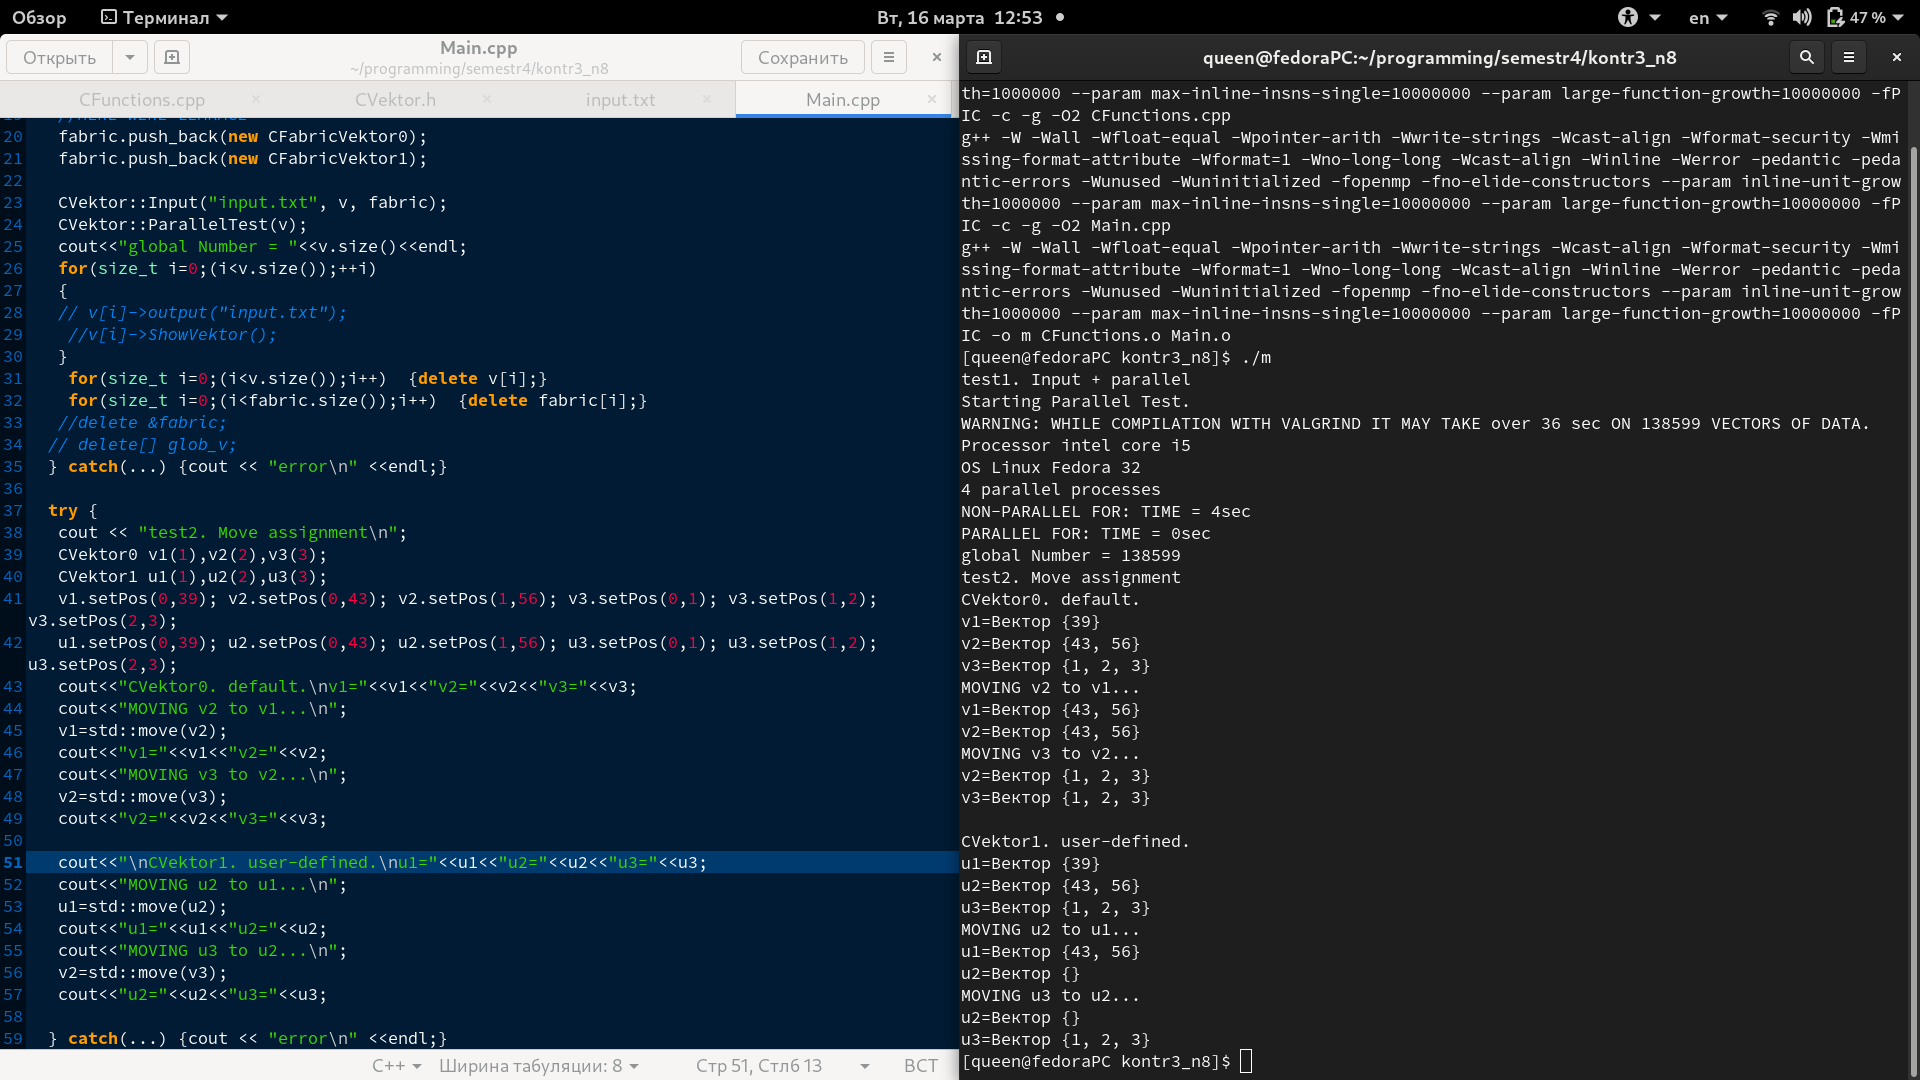 Обзор
Терминал
Вт, 16 марта 12:53
en
47 %
Открыть
Main.cpp
~/programming/semestr4/kontr3_n8
Сохранить
CFunctions.cpp
CVektor.h
input.txt
Main.cpp
20 fabric.push_back(new CFabricVektor0);
21 fabric.push_back(new CFabricVektor1);
22
23 CVektor::Input("input.txt", v, fabric);
24 CVektor::ParallelTest(v);
25 cout<<"global Number = "<<v.size()<<endl;
26 for(size_t i=0;(i<v.size());++i)
27 {
28 // v[i]->output("input.txt");
29 //v[i]->ShowVektor();
30 }
31 for(size_t i=0;(i<v.size());i++) {delete v[i];}
32 for(size_t i=0;(i<fabric.size());i++) {delete fabric[i];}
33 //delete &fabric;
34 // delete[] glob_v;
35 } catch(...) {cout << "error\n" <<endl;}
36
37 try {
38 cout << "test2. Move assignment\n";
39 CVektor0 v1(1),v2(2),v3(3);
40 CVektor1 u1(1),u2(2),u3(3);
41 v1.setPos(0,39); v2.setPos(0,43); v2.setPos(1,56); v3.setPos(0,1); v3.setPos(1,2);
v3.setPos(2,3);
42 u1.setPos(0,39); u2.setPos(0,43); u2.setPos(1,56); u3.setPos(0,1); u3.setPos(1,2);
u3.setPos(2,3);
43 cout<<"CVektor0. default.\nv1="<<v1<<"v2="<<v2<<"v3="<<v3;
44 cout<<"MOVING v2 to v1...\n";
45 v1=std::move(v2);
46 cout<<"v1="<<v1<<"v2="<<v2;
47 cout<<"MOVING v3 to v2...\n";
48 v2=std::move(v3);
49 cout<<"v2="<<v2<<"v3="<<v3;
50
51 cout<<"\nCVektor1. user-defined.\nu1="<<u1<<"u2="<<u2<<"u3="<<u3;
52 cout<<"MOVING u2 to u1...\n";
53 u1=std::move(u2);
54 cout<<"u1="<<u1<<"u2="<<u2;
55 cout<<"MOVING u3 to u2...\n";
56 v2=std::move(v3);
57 cout<<"u2="<<u2<<"u3="<<u3;
58
59 } catch(...) {cout << "error\n" <<endl;}
C++
Ширина табуляции: 8
Стр 51, Стлб 13
ВСТ
queen@fedoraPC:~/programming/semestr4/kontr3_n8
th=1000000 --param max-inline-insns-single=10000000 --param large-function-growth=10000000 -fP
IC -c -g -O2 CFunctions.cpp
g++ -W -Wall -Wfloat-equal -Wpointer-arith -Wwrite-strings -Wcast-align -Wformat-security -Wmi
ssing-format-attribute -Wformat=1 -Wno-long-long -Wcast-align -Winline -Werror -pedantic -peda
ntic-errors -Wunused -Wuninitialized -fopenmp -fno-elide-constructors --param inline-unit-grow
th=1000000 --param max-inline-insns-single=10000000 --param large-function-growth=10000000 -fP
IC -c -g -O2 Main.cpp
g++ -W -Wall -Wfloat-equal -Wpointer-arith -Wwrite-strings -Wcast-align -Wformat-security -Wmi
ssing-format-attribute -Wformat=1 -Wno-long-long -Wcast-align -Winline -Werror -pedantic -peda
ntic-errors -Wunused -Wuninitialized -fopenmp -fno-elide-constructors --param inline-unit-grow
th=1000000 --param max-inline-insns-single=10000000 --param large-function-growth=10000000 -fP
IC -o m CFunctions.o Main.o
[queen@fedoraPC kontr3_n8]$ ./m
test1. Input + parallel
Starting Parallel Test.
WARNING: WHILE COMPILATION WITH VALGRIND IT MAY TAKE over 36 sec ON 138599 VECTORS OF DATA.
Processor intel core i5
OS Linux Fedora 32
4 parallel processes
NON-PARALLEL FOR: TIME = 4sec
PARALLEL FOR: TIME = 0sec
global Number = 138599
test2. Move assignment
CVektor0. default.
v1=Вектор {39}
v2=Вектор {43, 56}
v3=Вектор {1, 2, 3}
MOVING v2 to v1...
v1=Вектор {43, 56}
v2=Вектор {43, 56}
MOVING v3 to v2...
v2=Вектор {1, 2, 3}
v3=Вектор {1, 2, 3}

CVektor1. user-defined.
u1=Вектор {39}
u2=Вектор {43, 56}
u3=Вектор {1, 2, 3}
MOVING u2 to u1...
u1=Вектор {43, 56}
u2=Вектор {}
MOVING u3 to u2...
u2=Вектор {}
u3=Вектор {1, 2, 3}
[queen@fedoraPC kontr3_n8]$